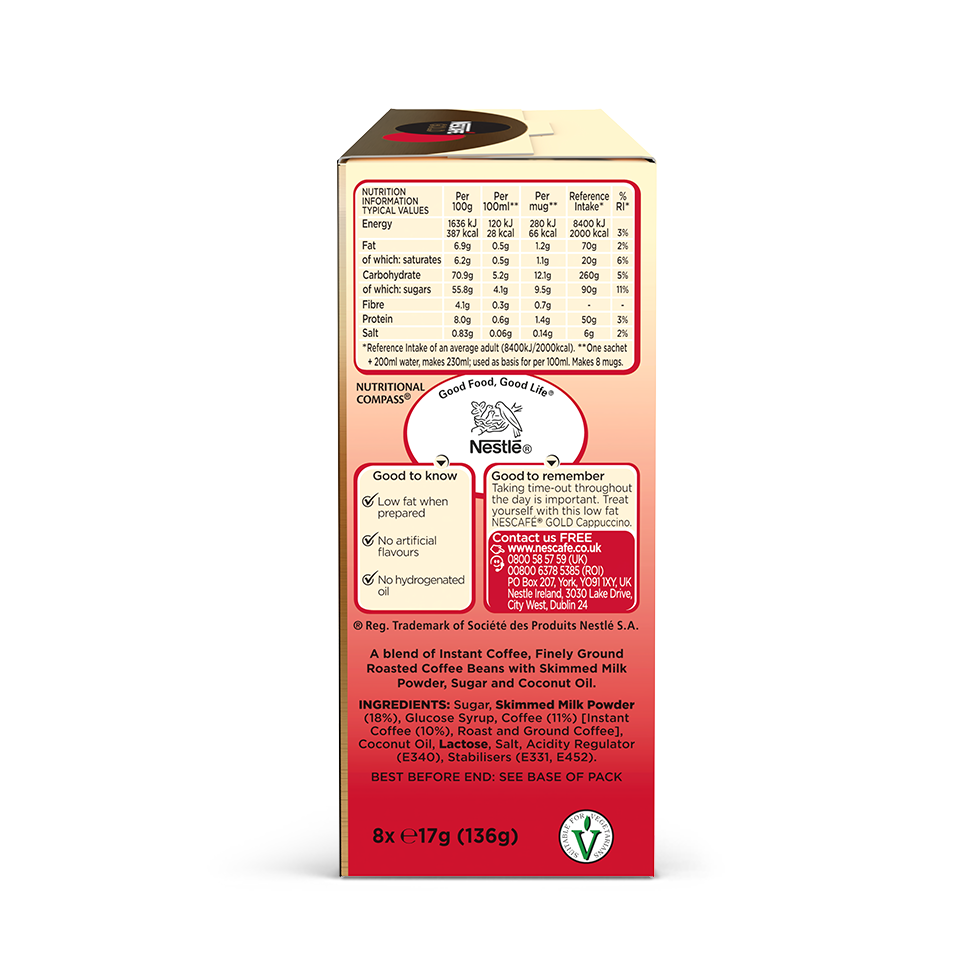 NESCAFÉ
GOLD
NUTRITION INFORMATION TYPICAL VALUES Per 100g Per 100ml** Per mug** Reference Intake* % RI*
Energy 1636 kJ 387 kcal 120 kJ 28 kcal 280 kJ 66 kcal 8400 kJ 2000 kcal 3%
Fat 6.9g 0.5g 1.2g 70g 2%
of which: saturates 6.2g 0.5g 1.1g 20g 6%
Carbohydrate 70.9g 5.2g 12.1g 260g 5%
of which: sugars 55.8g 4.1g 9.5g 90g 11%
Fibre 4.1g 0.3g 0.7g - -
Protein 8.0g 0.6g 1.4g 50g 3%
Salt 0.83g 0.06g 0.14g 6g 2%
*Reference Intake of an average adult (8400kJ/2000kcal). **One sachet
+ 200ml water, makes 230ml; used as basis for per 100ml. Makes 8 mugs.
NUTRITIONAL
COMPASS®
Good Food, Good Life®
Nestlé®
Good to know
Low fat when
prepared
No artificial
flavours
No hydrogenated
oil
Good to remember
Taking time-out throughout
the day is important. Treat
yourself with this low fat
NESCAFÉ® GOLD Cappuccino.
Contact us FREE
www.nescafe.co.uk
0800 58 57 59 (UK)
00800 6378 5385 (ROI)
PO Box 207, York, YO91 1XY, UK
Nestle Ireland, 3030 Lake Drive,
City West, Dublin 24
® Reg. Trademark of Société des Produits Nestlé S.A.
A blend of Instant Coffee, Finely Ground
Roasted Coffee Beans with Skimmed Milk
Powder, Sugar and Coconut Oil.
INGREDIENTS: Sugar, Skimmed Milk Powder
(18%), Glucose Syrup, Coffee (11%) [Instant
Coffee (10%), Roast and Ground Coffee],
Coconut Oil, Lactose, Salt, Acidity Regulator
(E340), Stabilisers (E331, E452).
BEST BEFORE END: SEE BASE OF PACK
8x ℮17g (136g)
SUITABLE FOR VEGETARIANS
V